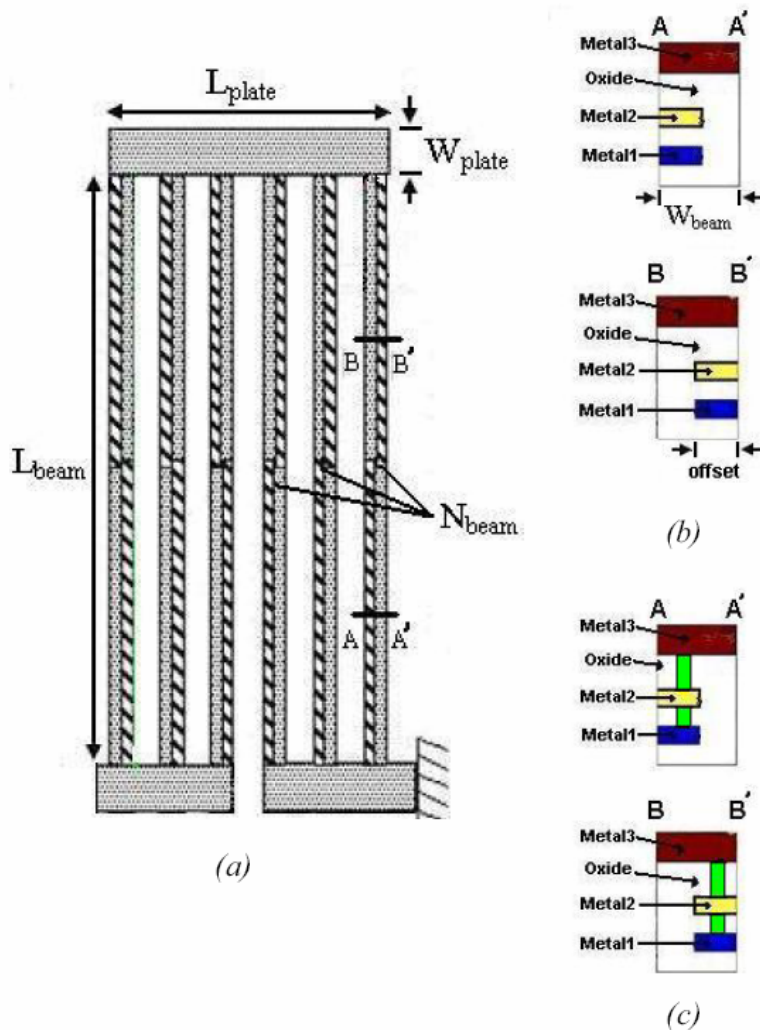 L_plate
W_plate
L_beam
N_beam
B B'
A A'
(a)
A A'
Metal3
Oxide
Metal2
Metal1
W_beam
B B'
Metal3
Oxide
Metal2
Metal1
offset
(b)
A A'
Metal3
Oxide
Metal2
Metal1
B B'
Metal3
Oxide
Metal2
Metal1
(c)